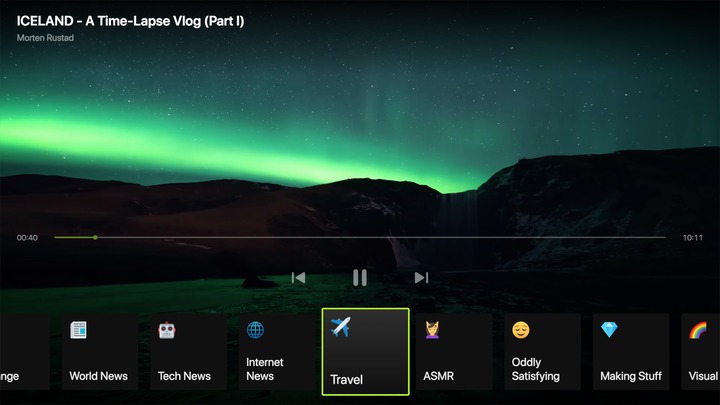 ICELAND - A Time-Lapse Vlog (Part I)
Morten Rustad
00:40
10:11
nge
World News
Tech News
Internet
News
Travel
ASMR
Oddly
Satisfying
Making Stuff
Visual